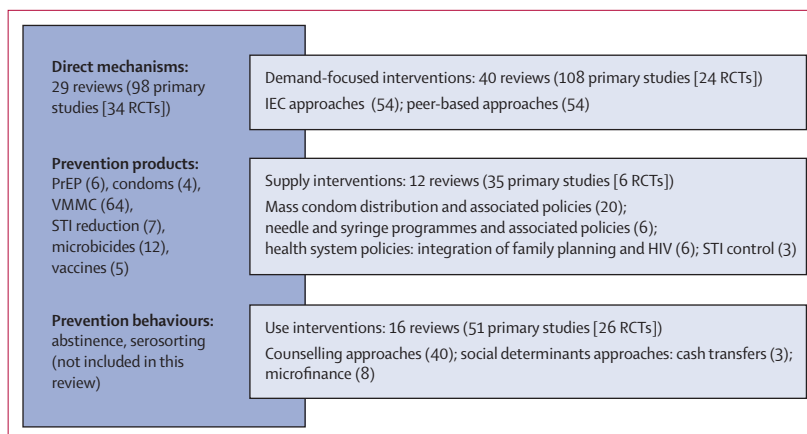 Direct mechanisms:
29 reviews (98 primary
studies [34 RCTs])
Prevention products:
PrEP (6), condoms (4),
VMMC (64),
STI reduction (7),
microbicides (12),
vaccines (5)
Prevention behaviours:
abstinence, serosorting
(not included in this
review)
Demand-focused interventions: 40 reviews (108 primary studies [24 RCTs])
IEC approaches (54); peer-based approaches (54)
Supply interventions: 12 reviews (35 primary studies [6 RCTs])
Mass condom distribution and associated policies (20);
needle and syringe programmes and associated policies (6);
health system policies: integration of family planning and HIV (6); STI control (3)
Use interventions: 16 reviews (51 primary studies [26 RCTs])
Counselling approaches (40); social determinants approaches: cash transfers (3);
microfinance (8)